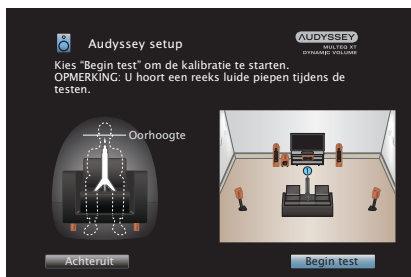 Audyssey setup
AUDYSSEY
MULTEQ XT
DYNAMIC VOLUME
Kies “Begin test” om de kalibratie te starten.
OPMERKING: U hoort een reeks luide piepen tijdens de
testen.
Oorhoogte
Achteruit
Begin test